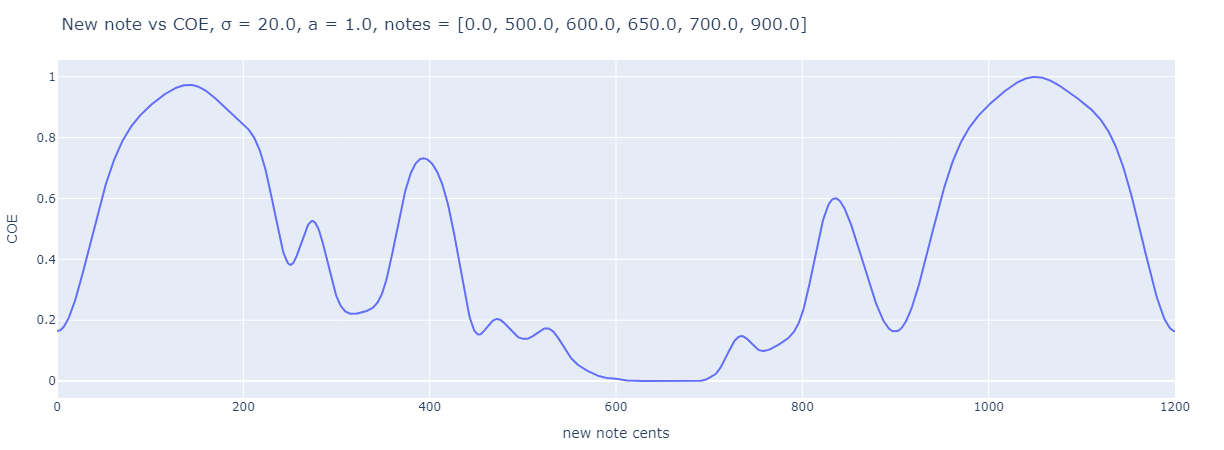 New note vs COE, σ = 20.0, a = 1.0, notes = [0.0, 500.0, 600.0, 650.0, 700.0, 900.0]
1
0.8
0.6
0.4
0.2
0
COE
0 200 400 600 800 1000 1200
new note cents